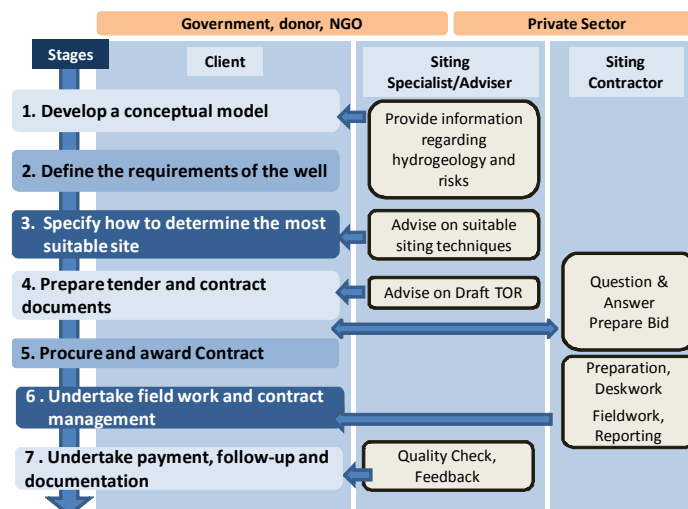 Government, donor, NGO
Private Sector
Stages
Client
Siting
Specialist/Adviser
Siting
Contractor
1. Develop a conceptual model
Provide information
regarding
hydrogeology and
risks
2. Define the requirements of the well
3. Specify how to determine the most
suitable site
Advise on suitable
siting techniques
4. Prepare tender and contract
documents
Advise on Draft TOR
Question &
Answer
Prepare Bid
5. Procure and award Contract
Preparation,
Deskwork
Fieldwork,
Reporting
6 . Undertake field work and contract
management
7 . Undertake payment, follow-up and
documentation
Quality Check,
Feedback